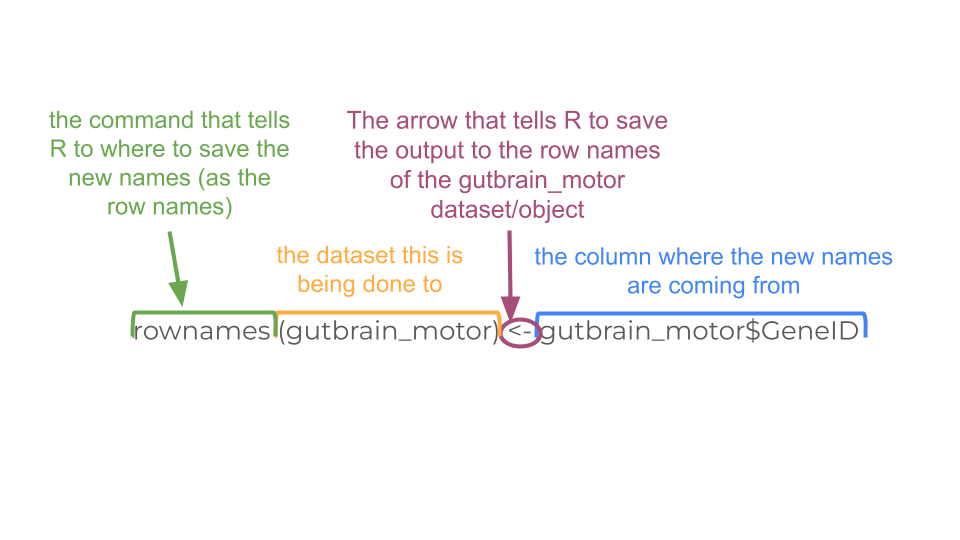 the command that tells
R to where to save the
new names (as the
row names)
The arrow that tells R to save
the output to the row names
of the gutbrain_motor
dataset/object
the dataset this is
being done to
the column where the new names
are coming from
rownames(gutbrain_motor)<-gutbrain_motor$GeneID